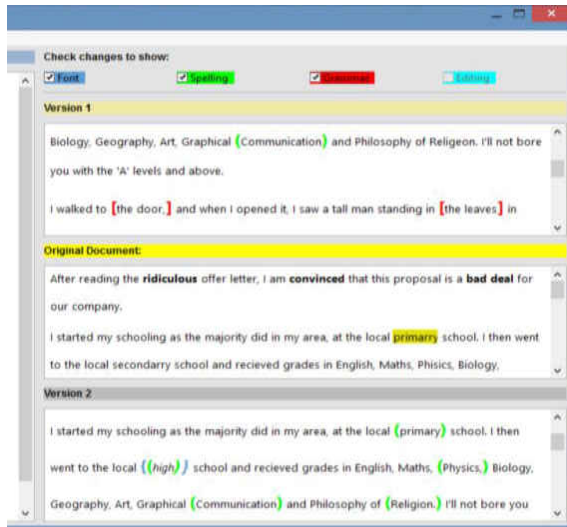 Check changes to show:
Font Spelling Grammar Editing
Version 1
Biology, Geography, Art, Graphical (Communication) and Philosophy of Religeon. I'll not bore
you with the 'A' levels and above.
I walked to [the door,] and when I opened it, I saw a tall man standing in [the leaves] in
Original Document:
After reading the ridiculous offer letter, I am convinced that this proposal is a bad deal for
our company.
I started my schooling as the majority did in my area, at the local primarry school. I then went
to the local secondarry school and recieved grades in English, Maths, Phisics, Biology,
Version 2
I started my schooling as the majority did in my area, at the local (primary) school. I then
went to the local {(high)} school and recieved grades in English, Maths, (Physics,) Biology,
Geography, Art, Graphical (Communication) and Philosophy of (Religion.) I'll not bore you